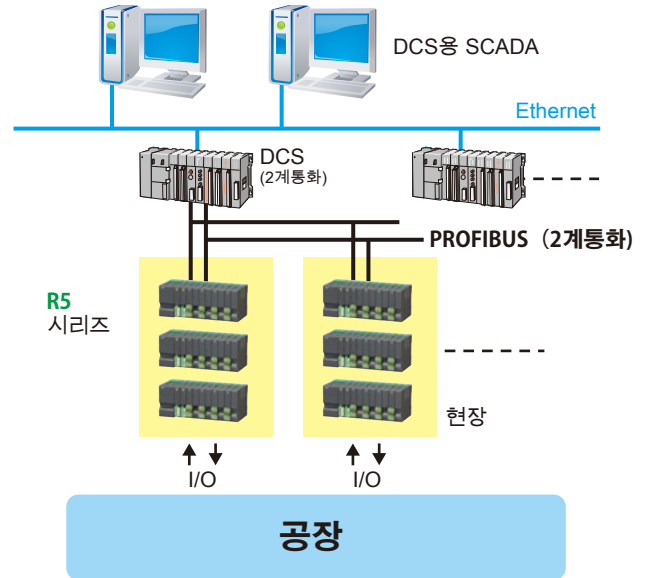 DCS용 SCADA
Ethernet
DCS
(2계통화)
PROFIBUS (2계통화)
R5
시리즈
현장
I/O
I/O
공장